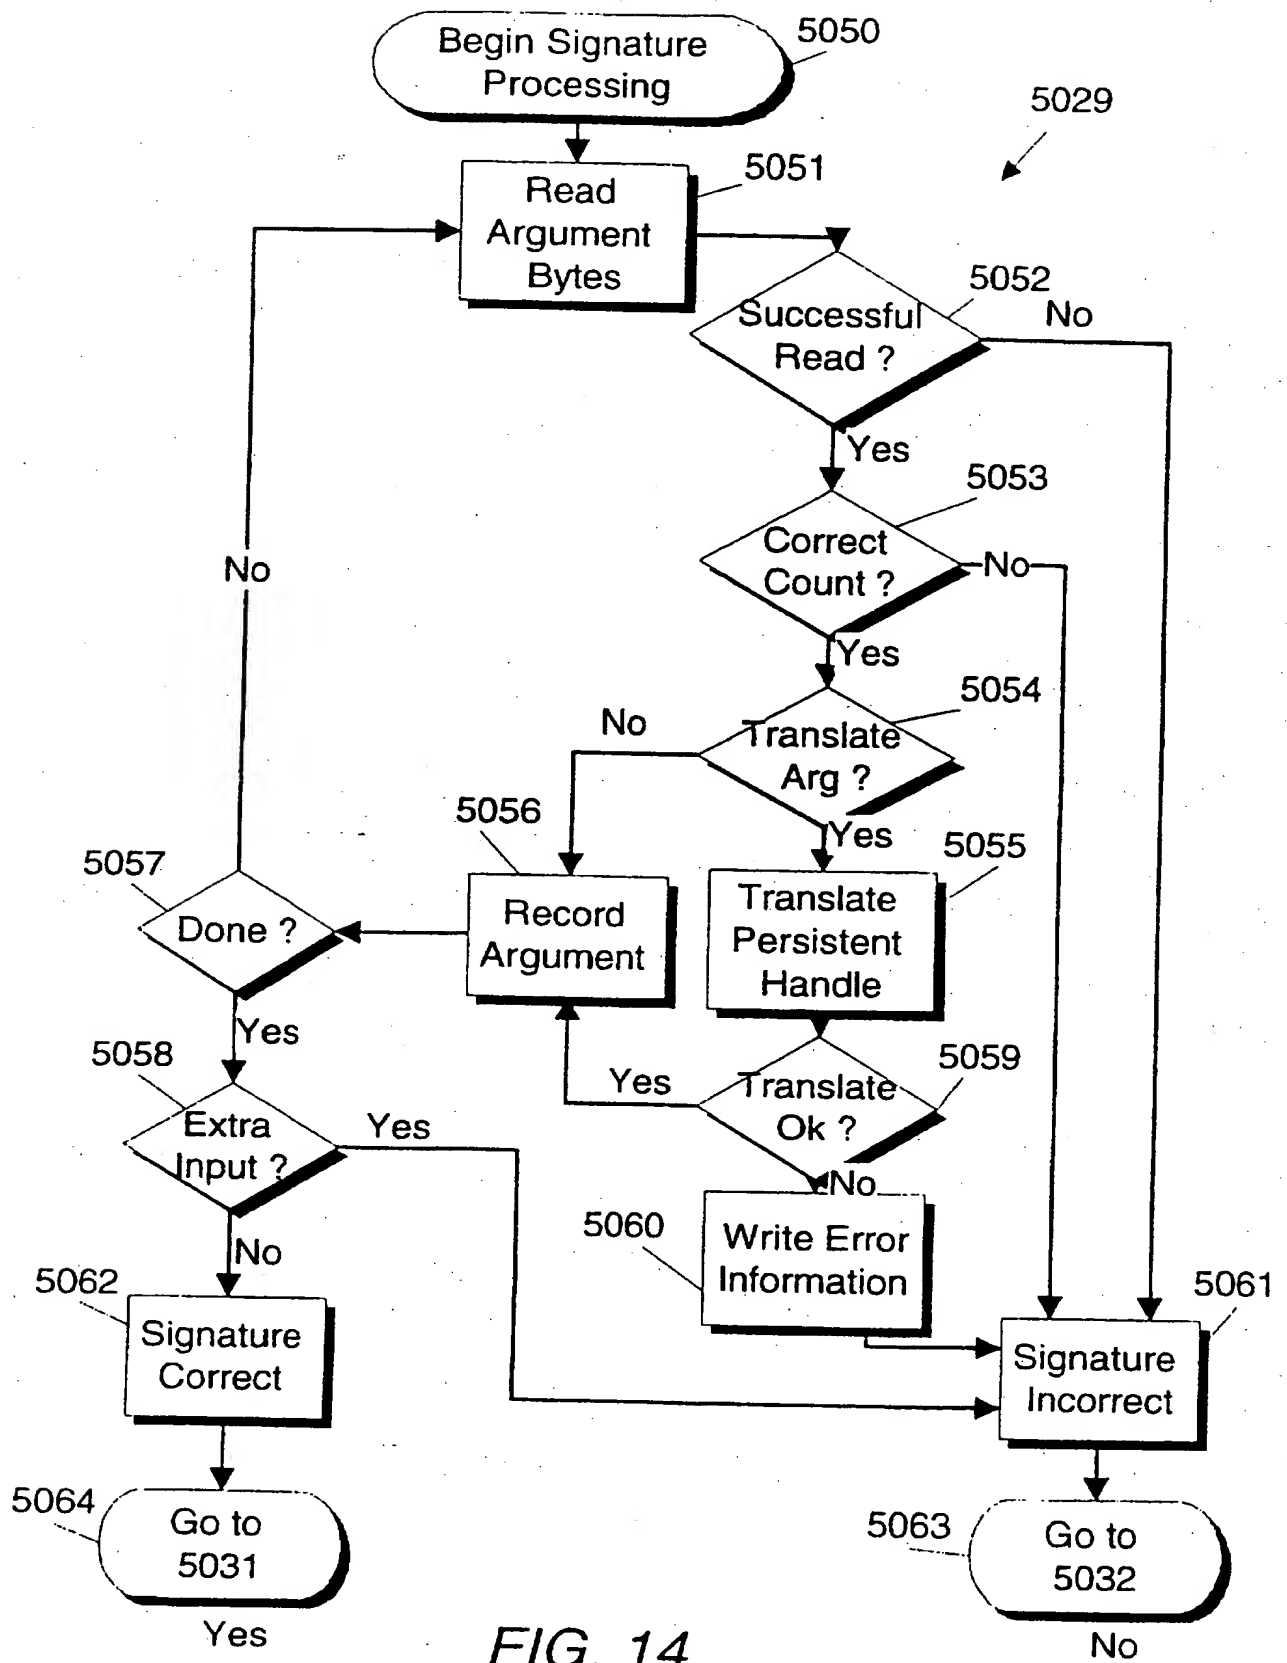 Begin Signature
Processing
5050
5029
5051
Read
Argument
Bytes
5052
Successful
Read ?
No
Yes
5053
Correct
Count ?
No
No
Yes
5054
Translate
Arg ?
No
Yes
5056
5055
5057
Translate
Persistent
Handle
Record
Argument
Done ?
Yes
5058
5059
Translate
Ok ?
Yes
Extra
Input ?
Yes
No
5060
Write Error
Information
No
5062
5061
Signature
Correct
Signature
Incorrect
5064
Go to
5031
5063
Go to
5032
Yes
No
FIG. 14